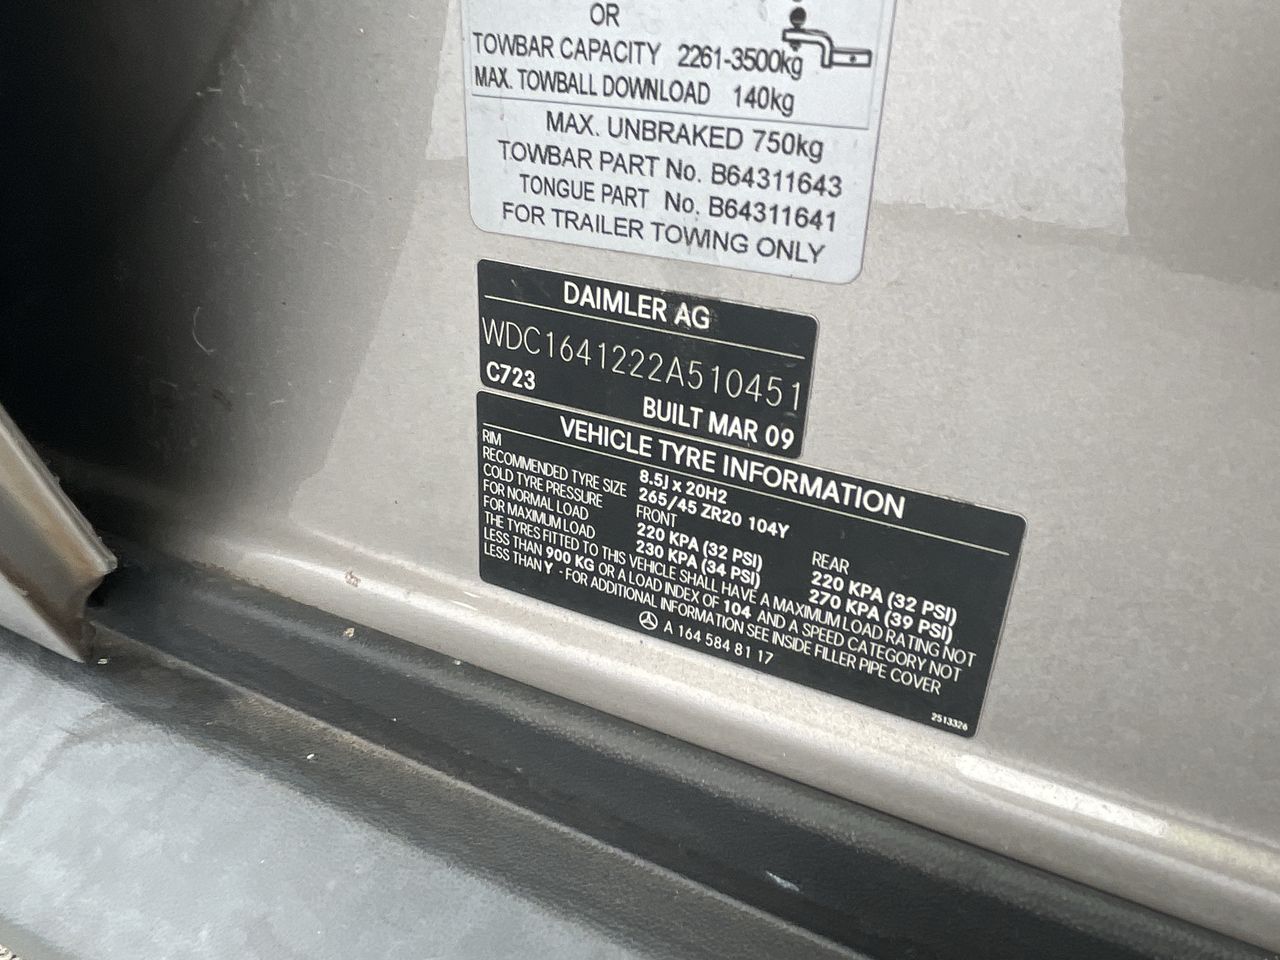 OR
TOWBAR CAPACITY 2261-3500kg
MAX. TOWBALL DOWNLOAD 140kg
MAX. UNBRAKED 750kg
TOWBAR PART No. B64311643
TONGUE PART No. B64311641
FOR TRAILER TOWING ONLY
DAIMLER AG
WDC1641222A510451
C723
BUILT MAR 09
VEHICLE TYRE INFORMATION
RIM 8.5J x 20H2
RECOMMENDED TYRE SIZE 265/45 ZR20 104Y
COLD TYRE PRESSURE FRONT REAR
FOR NORMAL LOAD 220 KPA (32 PSI) 220 KPA (32 PSI)
FOR MAXIMUM LOAD 230 KPA (34 PSI) 270 KPA (39 PSI)
THE TYRES FITTED TO THIS VEHICLE SHALL HAVE A MAXIMUM LOAD RATING NOT
LESS THAN 900 KG OR A LOAD INDEX OF 104 AND A SPEED CATEGORY NOT
LESS THAN Y - FOR ADDITIONAL INFORMATION SEE INSIDE FILLER PIPE COVER
A 164 584 81 17
2513326